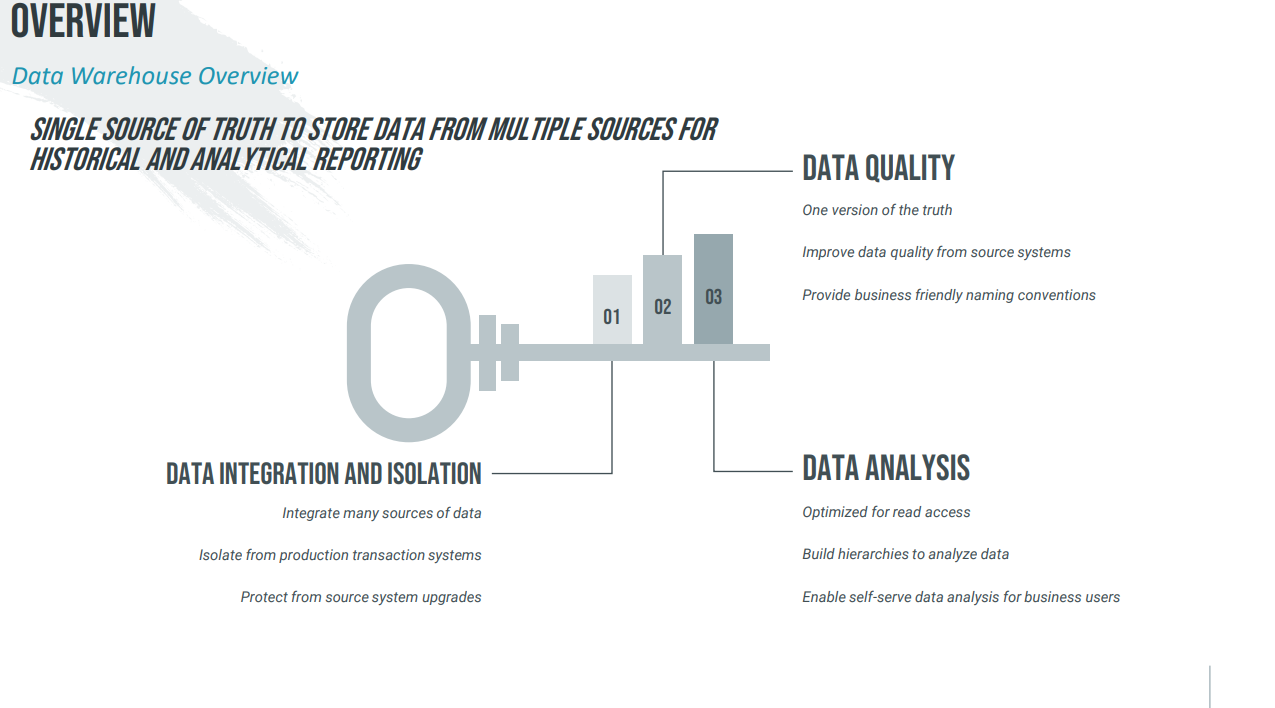 OVERVIEW
Data Warehouse Overview
SINGLE SOURCE OF TRUTH TO STORE DATA FROM MULTIPLE SOURCES FOR
HISTORICAL AND ANALYTICAL REPORTING
DATA QUALITY
One version of the truth
Improve data quality from source systems
Provide business friendly naming conventions
01
02
03
DATA INTEGRATION AND ISOLATION
Integrate many sources of data
Isolate from production transaction systems
Protect from source system upgrades
DATA ANALYSIS
Optimized for read access
Build hierarchies to analyze data
Enable self-serve data analysis for business users